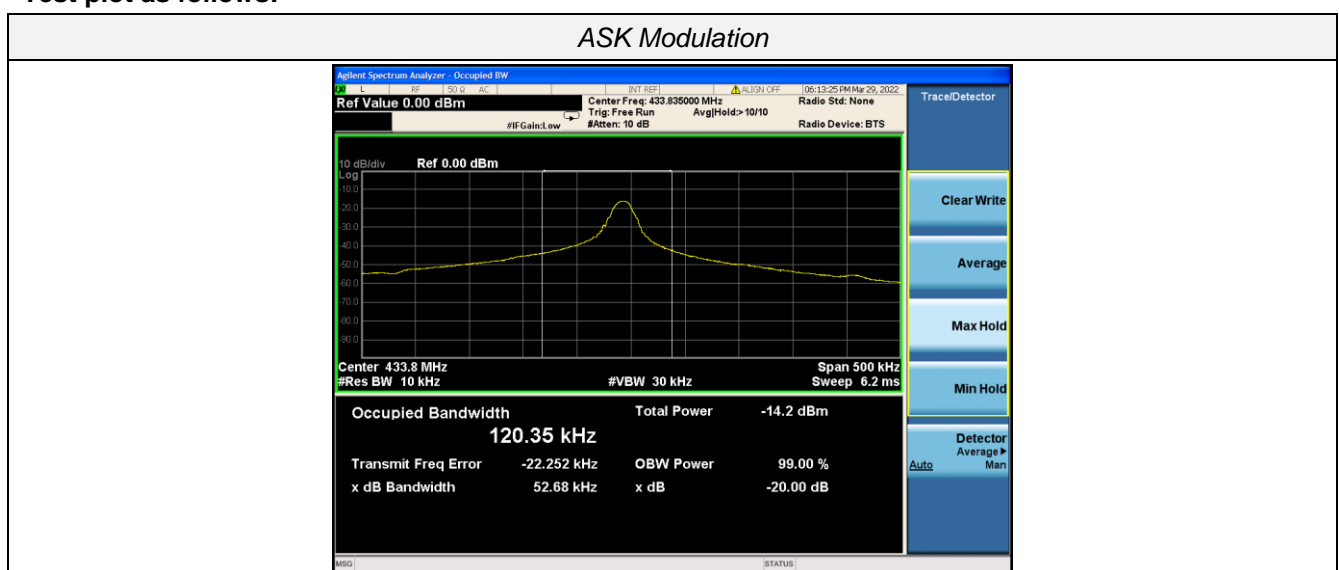 Test plot as follows:
ASK Modulation
Agilent Spectrum Analyzer - Occupied BW
L RF 50 Ω AC INT REF ALIGN OFF 06:13:25 PM Mar 29, 2022
Ref Value 0.00 dBm Center Freq: 433.835000 MHz Radio Std: None
Trig: Free Run Avg|Hold:> 10/10
#IFGain:Low #Atten: 10 dB Radio Device: BTS
10 dB/div Ref 0.00 dBm
Log
-10.0
-20.0
-30.0
-40.0
-50.0
-60.0
-70.0
-80.0
-90.0
Center 433.8 MHz Span 500 kHz
#Res BW 10 kHz #VBW 30 kHz Sweep 6.2 ms
Occupied Bandwidth Total Power -14.2 dBm
120.35 kHz
Transmit Freq Error -22.252 kHz OBW Power 99.00 %
x dB Bandwidth 52.68 kHz x dB -20.00 dB
MSG STATUS
Trace/Detector
Clear Write
Average
Max Hold
Min Hold
Detector
Average
Auto Man